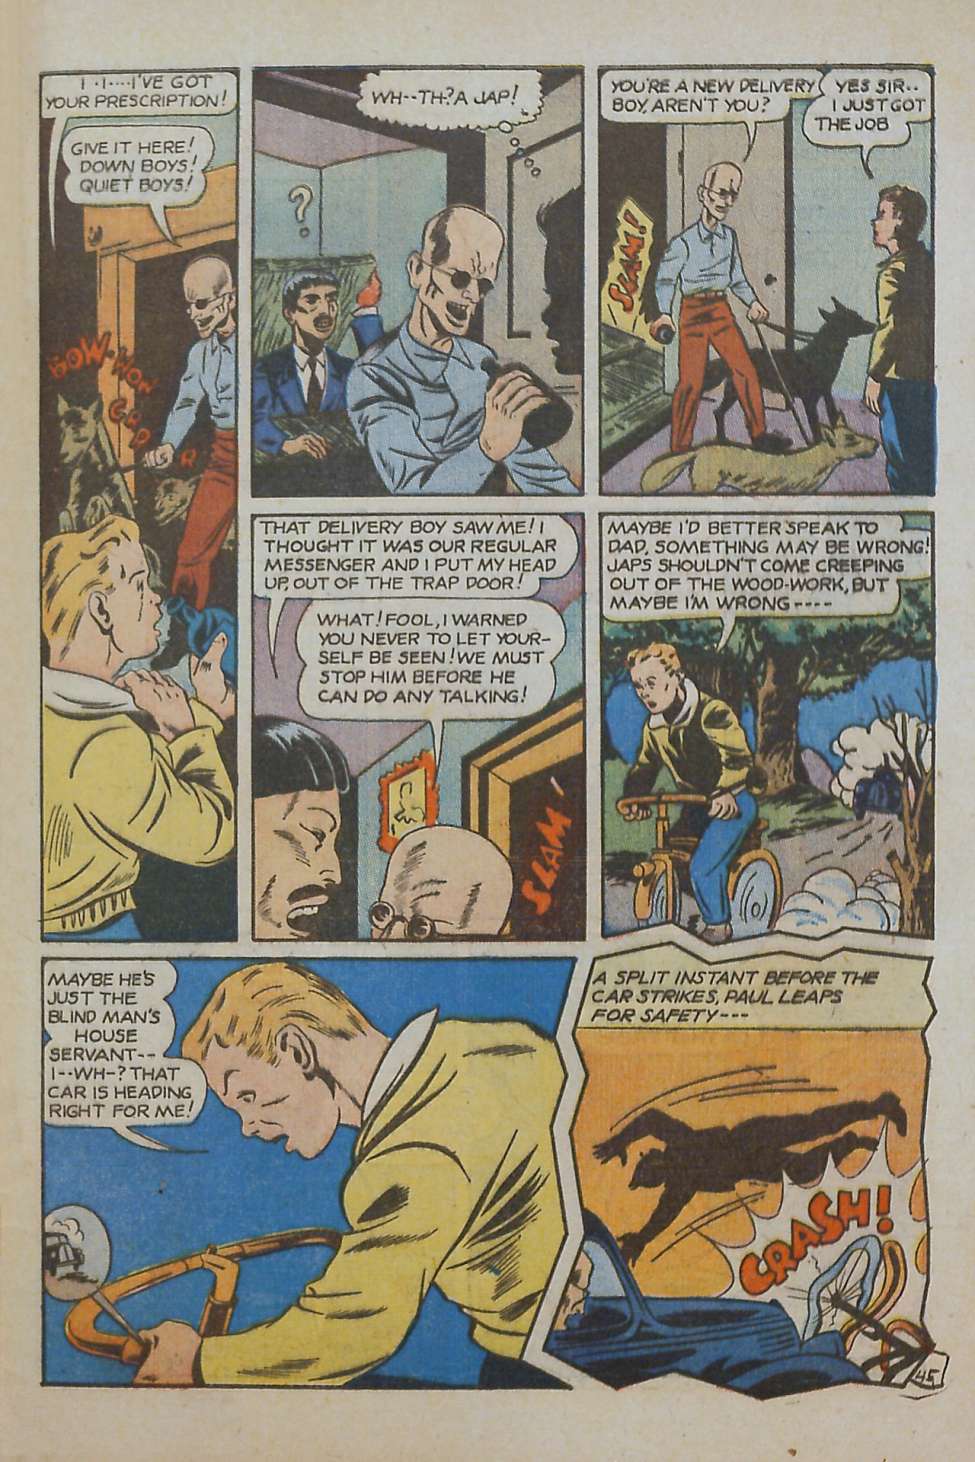 I-I----I'VE GOT
YOUR PRESCRIPTION!
GIVE IT HERE!
DOWN BOYS!
QUIET BOYS!
BOW-WOW
WH--TH-? A JAP!
?
YOU'RE A NEW DELIVERY
BOY, AREN'T YOU?
YES SIR--
I JUST GOT
THE JOB
SLAM!
THAT DELIVERY BOY SAW ME! I
THOUGHT IT WAS OUR REGULAR
MESSENGER AND I PUT MY HEAD
UP, OUT OF THE TRAP DOOR!
WHAT! FOOL, I WARNED
YOU NEVER TO LET YOUR-
SELF BE SEEN! WE MUST
STOP HIM BEFORE HE
CAN DO ANY TALKING!
SLAM-
MAYBE I'D BETTER SPEAK TO
DAD, SOMETHING MAY BE WRONG!
JAPS SHOULDN'T COME CREEPING
OUT OF THE WOOD-WORK, BUT
MAYBE I'M WRONG----
MAYBE HE'S
JUST THE
BLIND MAN'S
HOUSE
SERVANT--
I--WH-? THAT
CAR IS HEADING
RIGHT FOR ME!
A SPLIT INSTANT BEFORE THE
CAR STRIKES, PAUL LEAPS
FOR SAFETY---
CRASH!
45